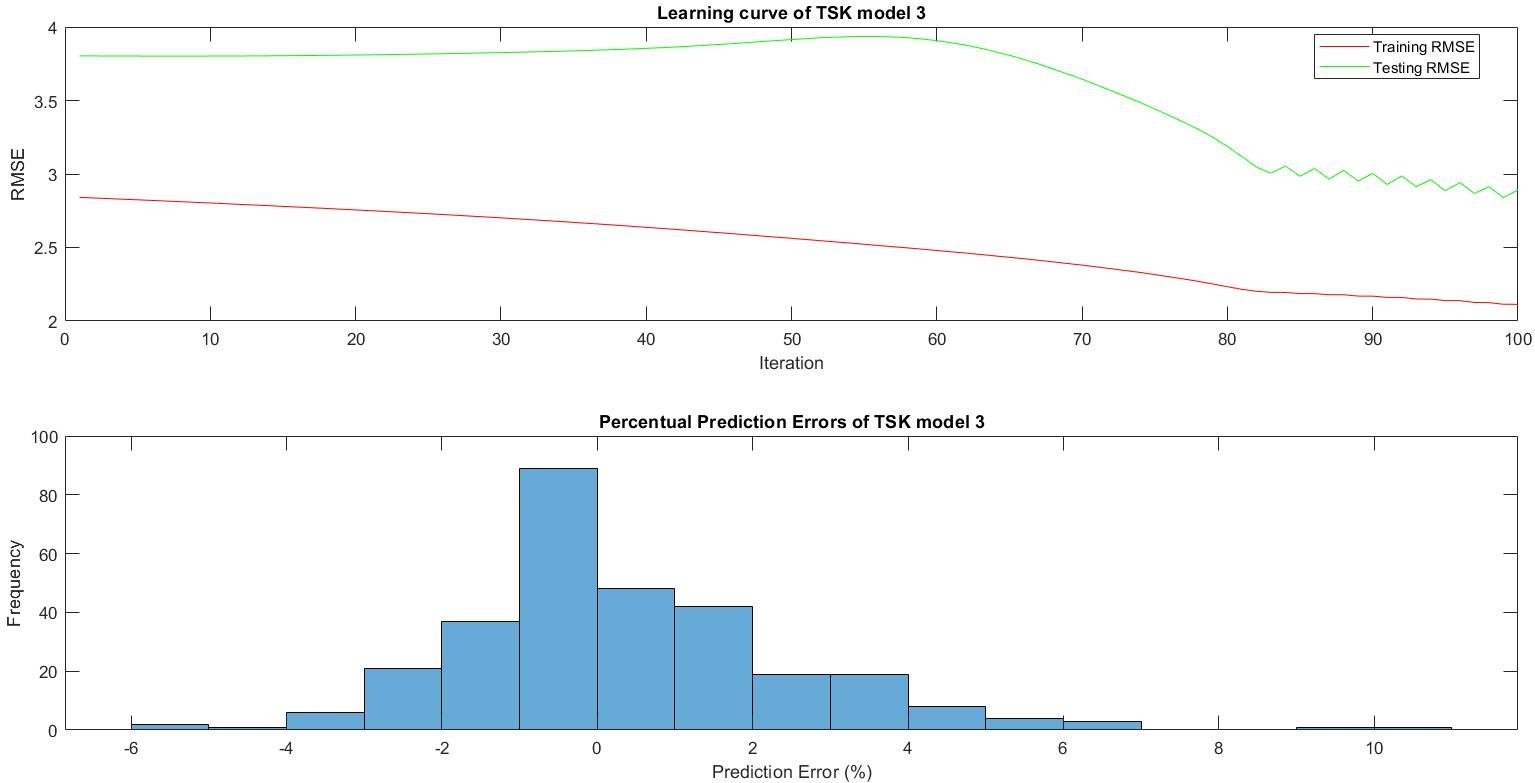 Learning curve of TSK model 3
4
3.5
3
2.5
2
RMSE
Training RMSE
Testing RMSE
0 10 20 30 40 50 60 70 80 90 100
Iteration
Percentual Prediction Errors of TSK model 3
100
80
60
40
20
0
Frequency
-6 -4 -2 0 2 4 6 8 10
Prediction Error (%)